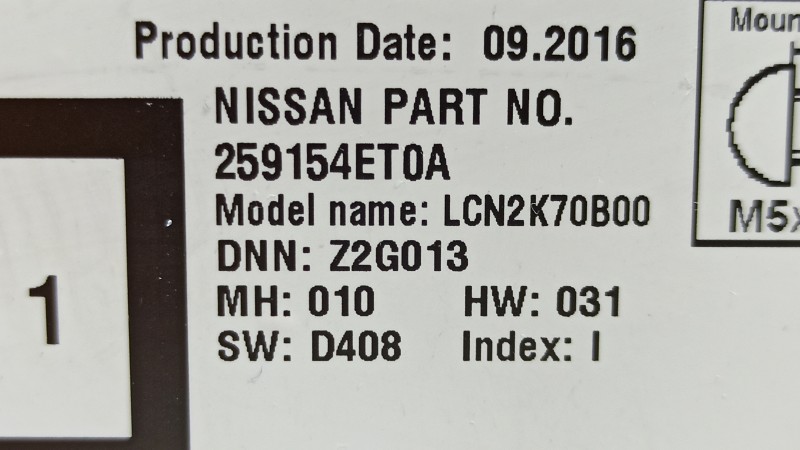 Production Date: 09.2016
NISSAN PART NO.
259154ET0A
Model name: LCN2K70B00
DNN: Z2G013
MH: 010 HW: 031
SW: D408 Index: I
1
M5x